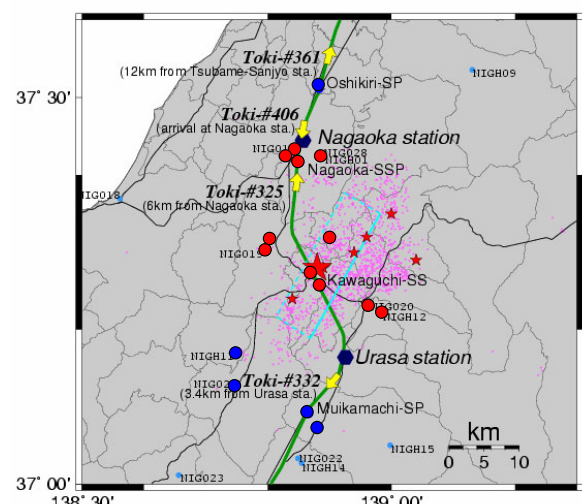 Toki-#361
(12km from Tsubame-Sanjyo sta.)
NIGH09
Oshikiri-SP
37°30'
Toki-#406
(arrival at Nagaoka sta.)
Nagaoka station
NIG028
NIGH01
Nagaoka-SSP
Toki-#325
(6km from Nagaoka sta.)
NIG018
NIG019
Kawaguchi-SS
NIG020
NIGH12
Urasa station
Toki-#332
(3.4km from Urasa sta.)
Muikamachi-SP
km
0 5 10
NIG022
NIGH14
NIGH15
NIG023
37°00'
138°30'
139°00'